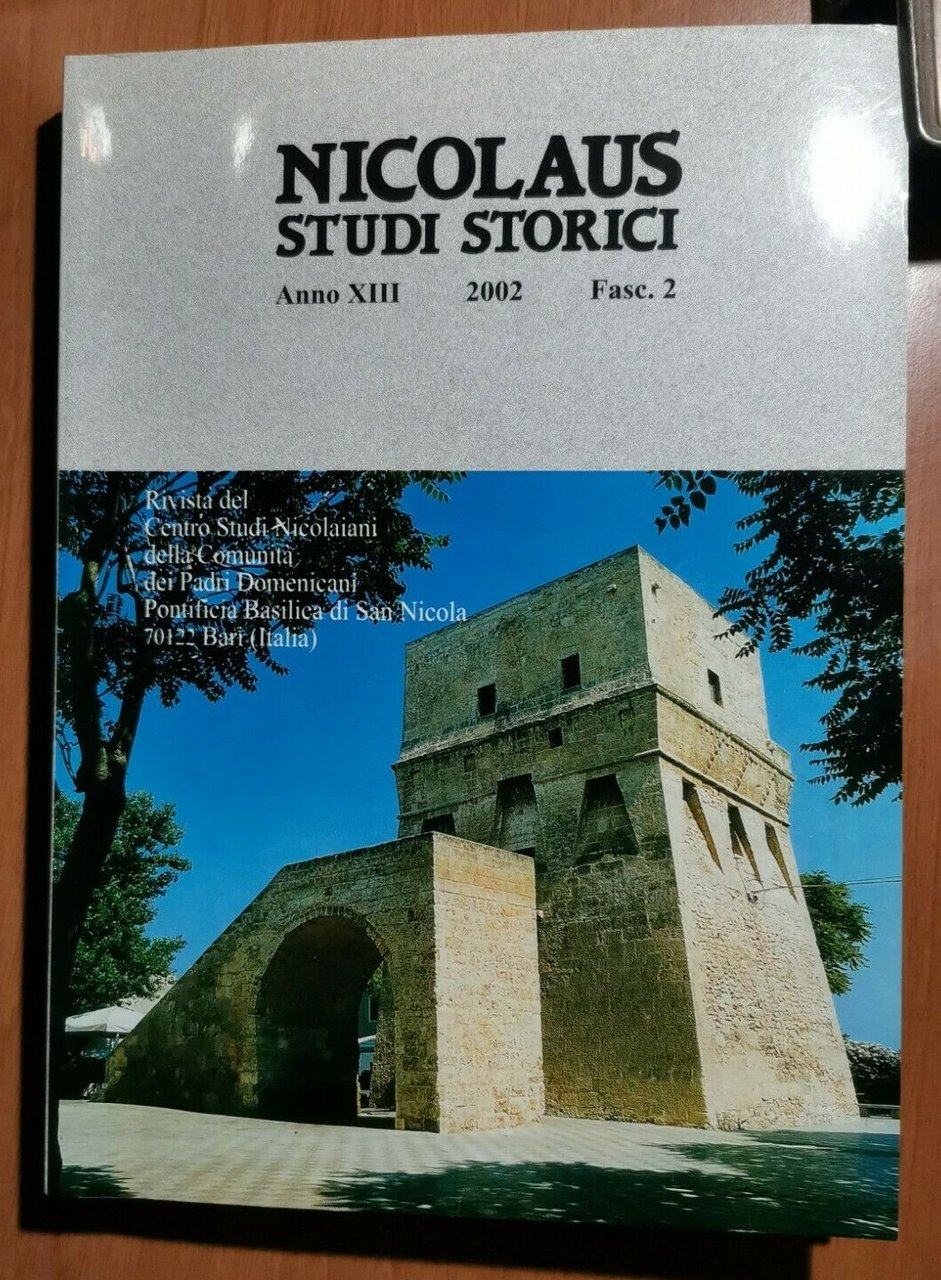 NICOLAUS
STUDI STORICI
Anno XIII 2002 Fasc. 2
Rivista del
Centro Studi Nicolaiani
della Comunità
dei Padri Domenicani
Pontificia Basilica di San Nicola
70122 Bari (Italia)